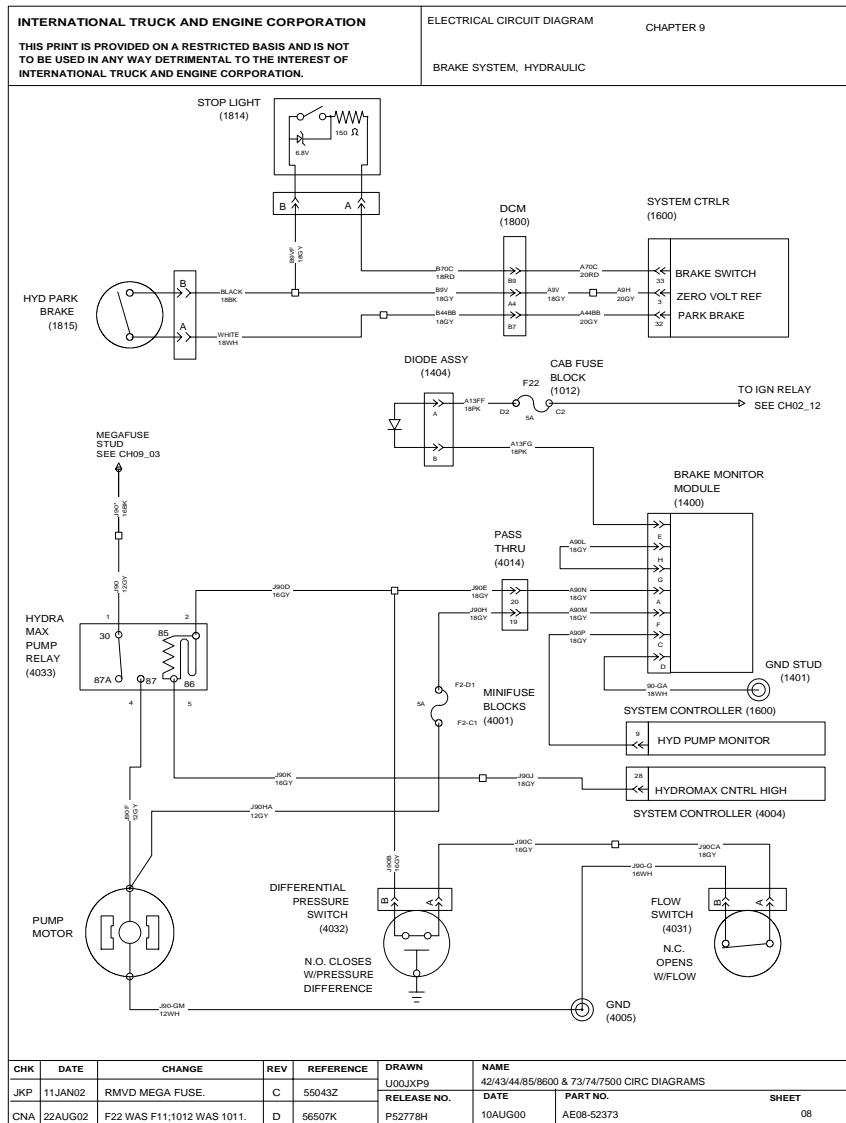 INTERNATIONAL TRUCK AND ENGINE CORPORATION
THIS PRINT IS PROVIDED ON A RESTRICTED BASIS AND IS NOT
TO BE USED IN ANY WAY DETRIMENTAL TO THE INTEREST OF
INTERNATIONAL TRUCK AND ENGINE CORPORATION.
ELECTRICAL CIRCUIT DIAGRAM
CHAPTER 9
BRAKE SYSTEM, HYDRAULIC
STOP LIGHT
(1814)
150 Ω
6.8V
B
A
B9VF
18GY
DCM
(1800)
SYSTEM CTRLR
(1600)
B70C
18RD
B9
A70C
20RD
33
BRAKE SWITCH
HYD PARK
BRAKE
(1815)
B
BLACK
18BK
B9V
18GY
A4
A9V
18GY
A9H
20GY
3
ZERO VOLT REF
A
WHITE
18WH
B44BB
18GY
B7
A44BB
20GY
32
PARK BRAKE
DIODE ASSY
(1404)
CAB FUSE
BLOCK
(1012)
A
A13FF
18PK
D2
F22
5A
C2
TO IGN RELAY
SEE CH02_12
B
A13FG
18PK
MEGAFUSE
STUD
SEE CH09_03
J90*
16BK
J90
12GY
BRAKE MONITOR
MODULE
(1400)
E
A90L
18GY
H
G
PASS
THRU
(4014)
J90D
16GY
J90E
18GY
20
A90N
18GY
A
J90H
18GY
19
A90M
18GY
F
A90P
18GY
C
D
90-GA
18WH
GND STUD
(1401)
HYDRA
MAX
PUMP
RELAY
(4033)
1
2
30
85
87A
87
86
4
5
F2-D1
5A
F2-C1
MINIFUSE
BLOCKS
(4001)
SYSTEM CONTROLLER (1600)
9
HYD PUMP MONITOR
J90K
16GY
J90J
18GY
28
HYDROMAX CNTRL HIGH
SYSTEM CONTROLLER (4004)
J90F
12GY
J90HA
12GY
J90B
16GY
J90C
16GY
J90CA
18GY
J90-G
16WH
PUMP
MOTOR
DIFFERENTIAL
PRESSURE
SWITCH
(4032)
B
A
N.O. CLOSES
W/PRESSURE
DIFFERENCE
FLOW
SWITCH
(4031)
B
A
N.C.
OPENS
W/FLOW
J90-GM
12WH
GND
(4005)
CHK DATE CHANGE REV REFERENCE
JKP 11JAN02 RMVD MEGA FUSE. C 55043Z
CNA 22AUG02 F22 WAS F11;1012 WAS 1011. D 56507K
DRAWN
U00JXP9
RELEASE NO.
P52778H
NAME
42/43/44/85/8600 & 73/74/7500 CIRC DIAGRAMS
DATE
10AUG00
PART NO.
AE08-52373
SHEET
08